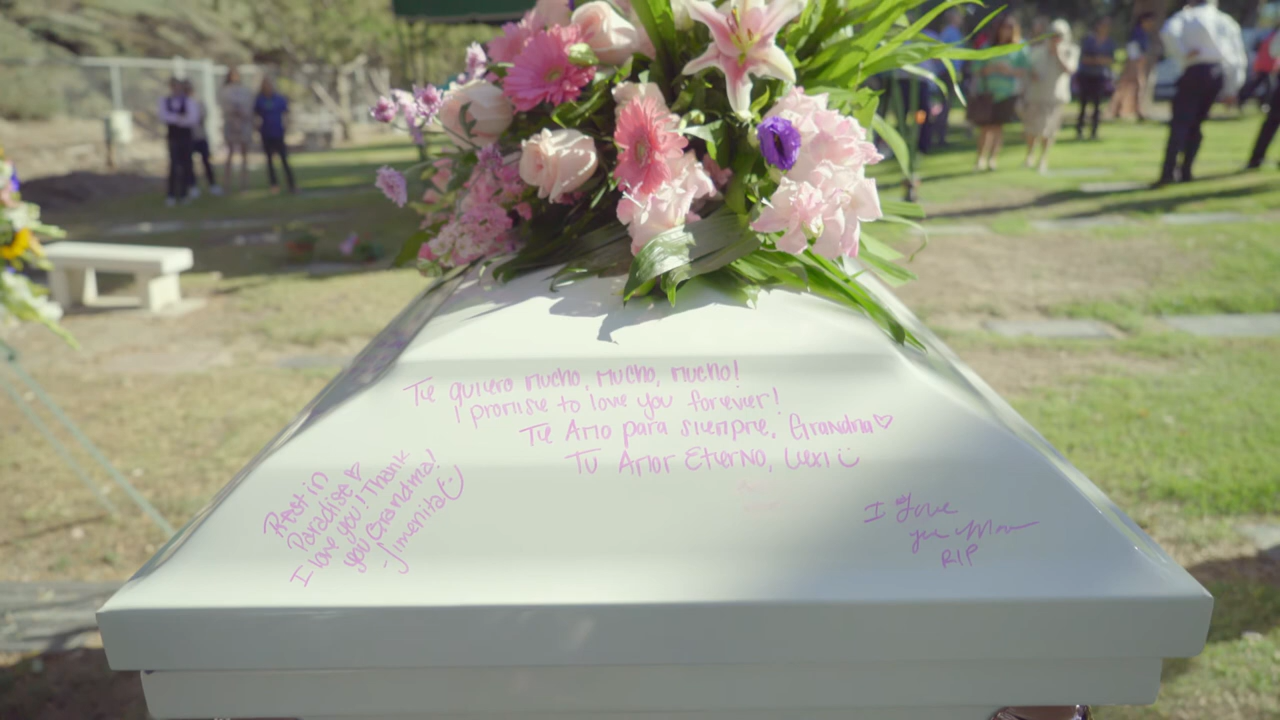 Te quiero mucho, mucho, mucho!
I promise to love you forever!
Te Amo para siempre, Grandma♡
Tu Amor Eterno, Lexi
Rest in
Paradise♡
I love you! Thank
you Grandma!
-Jimenita
I Love
you Mom
RIP